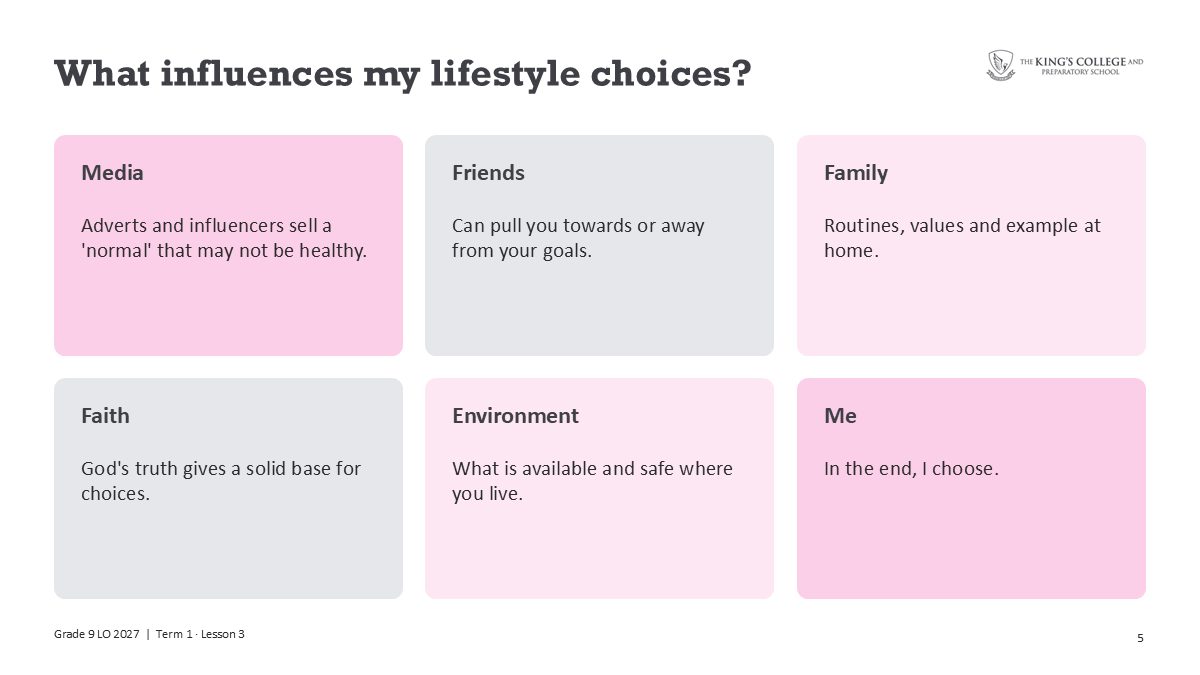 What influences my lifestyle choices?
THE KING'S COLLEGE AND
PREPARATORY SCHOOL
Media
Adverts and influencers sell a
'normal' that may not be healthy.
Friends
Can pull you towards or away
from your goals.
Family
Routines, values and example at
home.
Faith
God's truth gives a solid base for
choices.
Environment
What is available and safe where
you live.
Me
In the end, I choose.
Grade 9 LO 2027 | Term 1 · Lesson 3
5